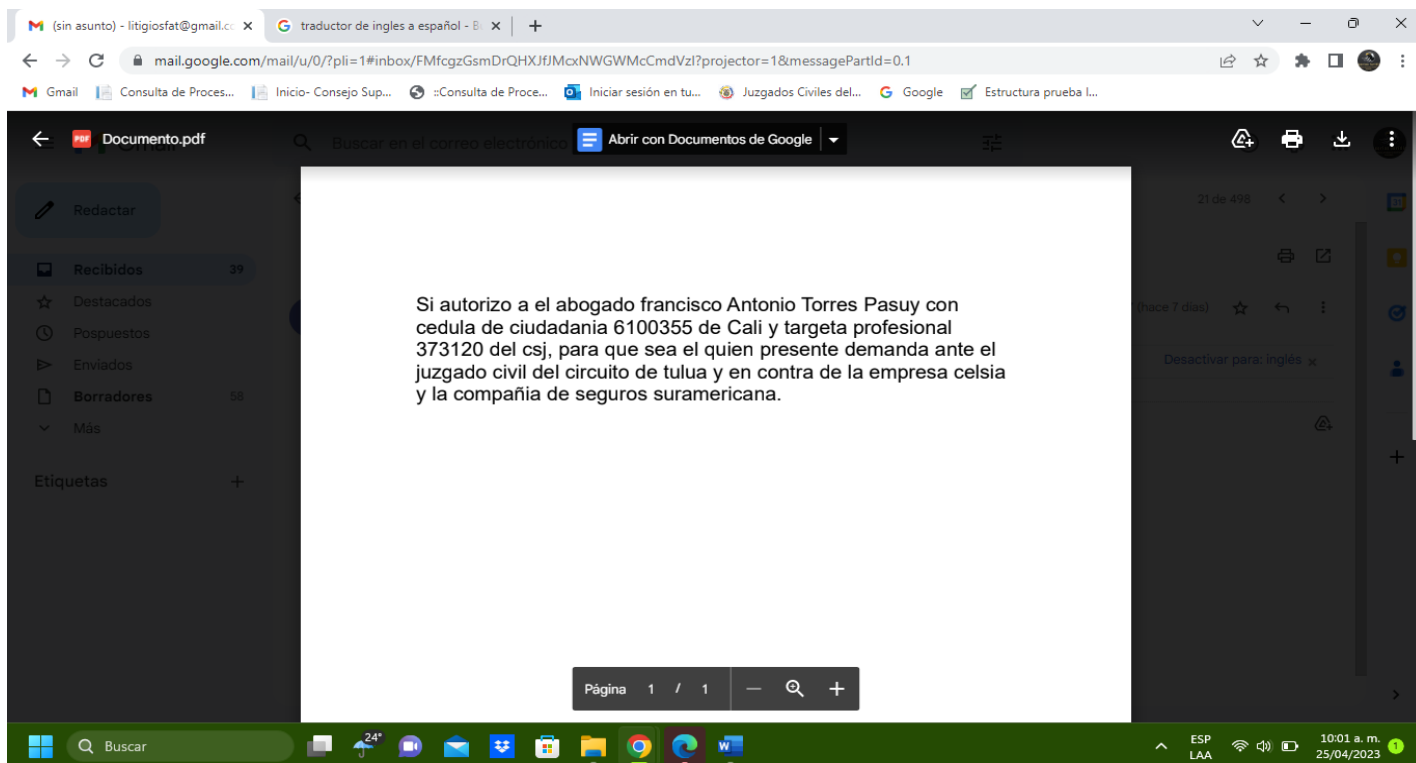 (sin asunto) - litigiosfat@gmail.cc
traductor de ingles a español - B
mail.google.com/mail/u/0/?pli=1#inbox/FMfcgzGsmDrQHXJfJMcxNWGWMcCmdVzI?projector=1&messagePartId=0.1
Gmail Consulta de Proces... Inicio- Consejo Sup... ::Consulta de Proce... Iniciar sesión en tu... Juzgados Civiles del... Google Estructura prueba l...
PDF Documento.pdf Buscar en el correo electrónico Abrir con Documentos de Google
Redactar
21 de 498
Recibidos 39
Destacados
Pospuestos
Enviados
Borradores 58
Más
Etiquetas
(hace 7 días)
Desactivar para: inglés
Si autorizo a el abogado francisco Antonio Torres Pasuy con
cedula de ciudadania 6100355 de Cali y targeta profesional
373120 del csj, para que sea el quien presente demanda ante el
juzgado civil del circuito de tulua y en contra de la empresa celsia
y la compañia de seguros suramericana.
Página 1 / 1
Buscar
24°
ESP
LAA
10:01 a. m.
25/04/2023
1